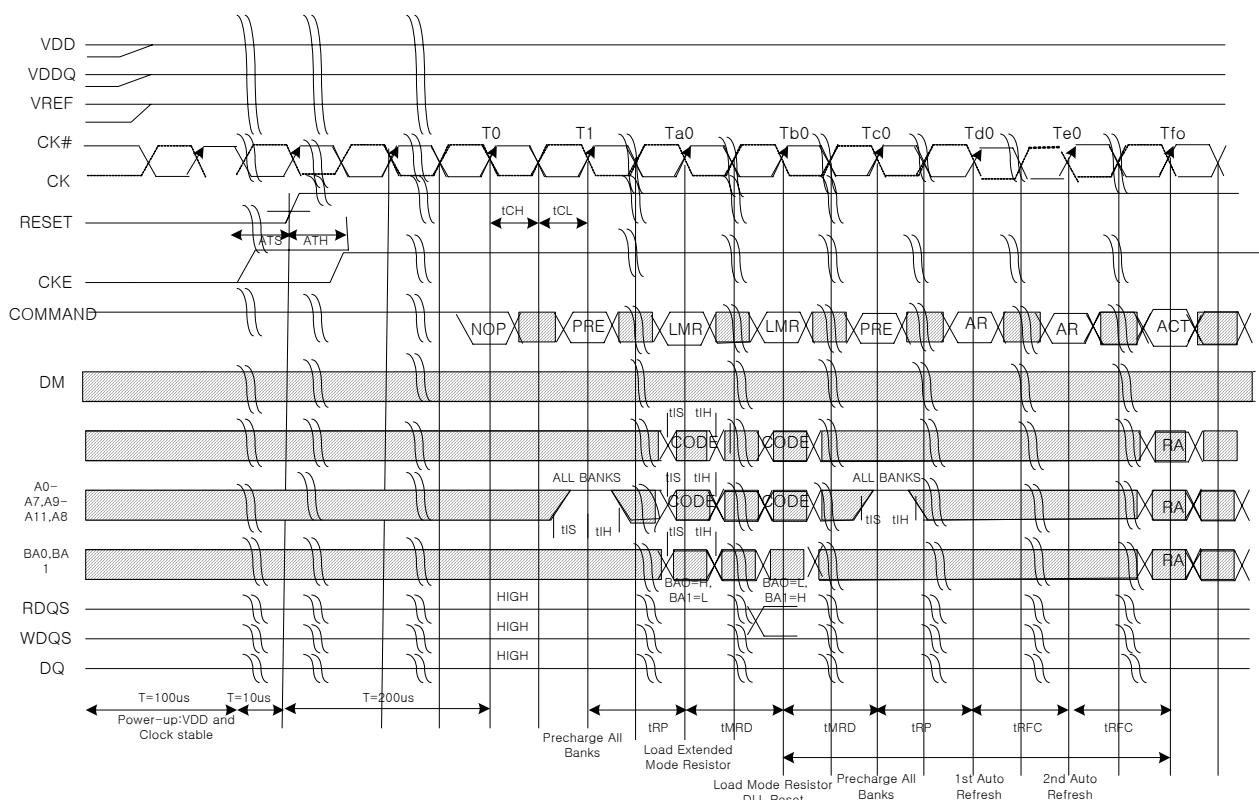 VDD
VDDQ
VREF
T0 T1 Ta0 Tb0 Tc0 Td0 Te0 Tfo
CK#
CK
RESET
tCH tCL
ATS ATH
CKE
COMMAND
NOP PRE LMR LMR PRE AR AR ACT
DM
tIS tIH
CODE CODE RA
ALL BANKS tIS tIH ALL BANKS
A0-
A7,A9-
A11,A8
CODE CODE RA
tIS tIH tIS tIH tIS tIH
BA0,BA
1
RA
BA0=H,
BA1=L
BA0=L,
BA1=H
HIGH
RDQS
HIGH
WDQS
HIGH
DQ
T=100us T=10us T=200us
Power-up:VDD and
Clock stable
tRP tMRD tMRD tRP tRFC tRFC
Precharge All
Banks
Load Extended
Mode Resistor
Load Mode Resistor
DLL Reset
Precharge All
Banks
1st Auto
Refresh
2nd Auto
Refresh